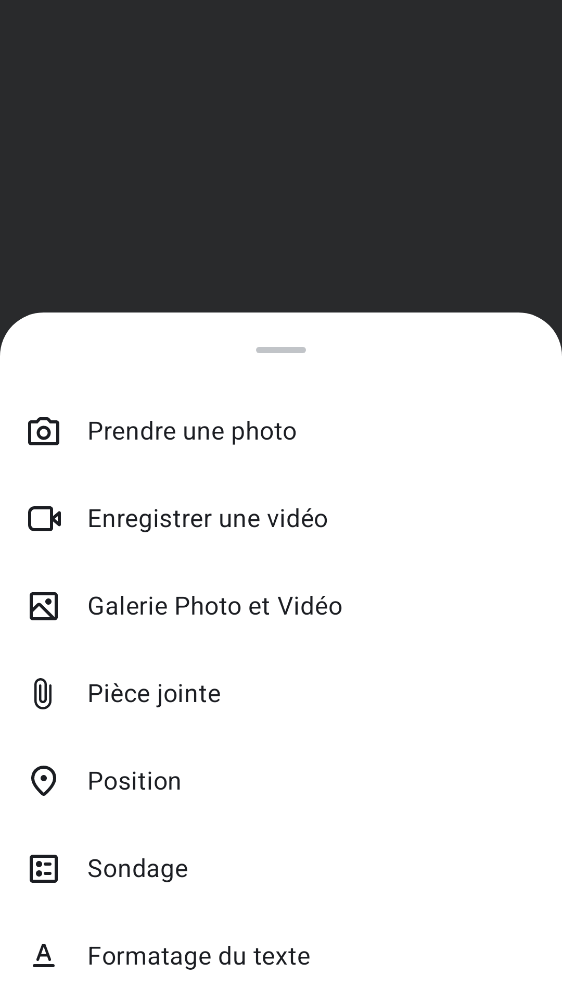 Prendre une photo
Enregistrer une vidéo
Galerie Photo et Vidéo
Pièce jointe
Position
Sondage
Formatage du texte